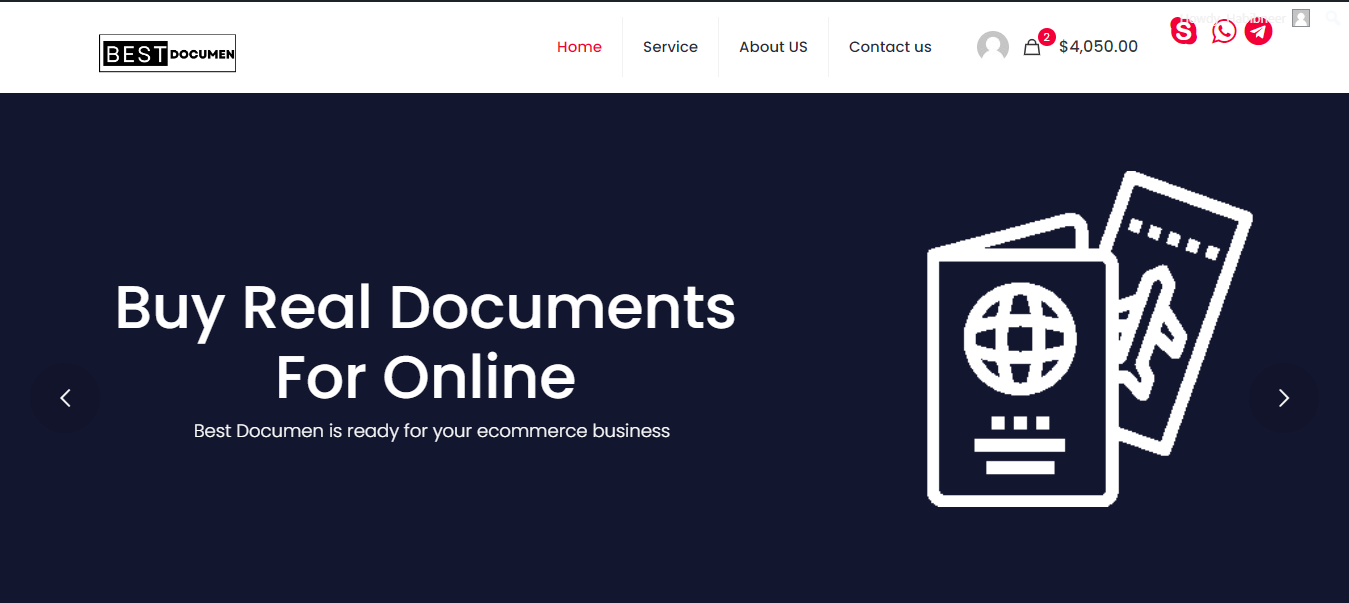 BEST DOCUMEN
Home
Service
About US
Contact us
2
$4,050.00
Buy Real Documents
For Online
Best Documen is ready for your ecommerce business